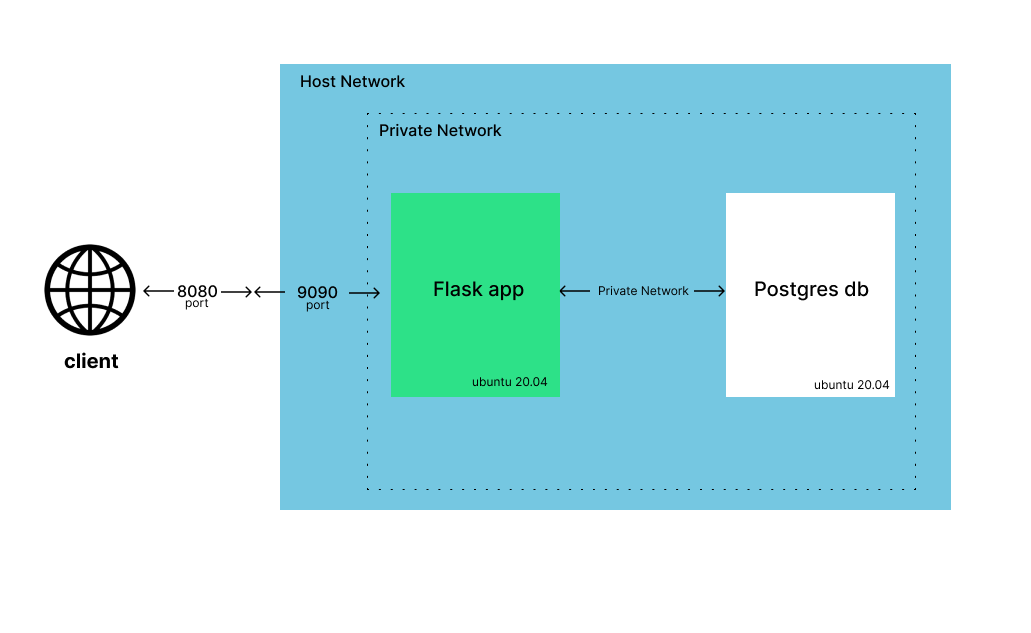 Host Network
Private Network
client
8080
port
9090
port
Flask app
ubuntu 20.04
Private Network
Postgres db
ubuntu 20.04